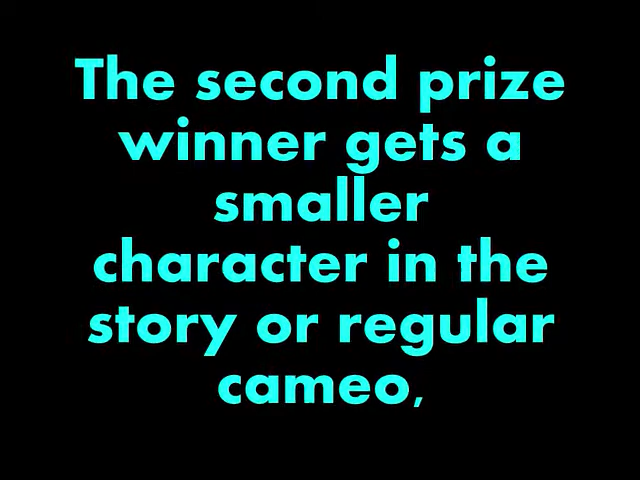 The second prize
winner gets a
smaller
character in the
story or regular
cameo,